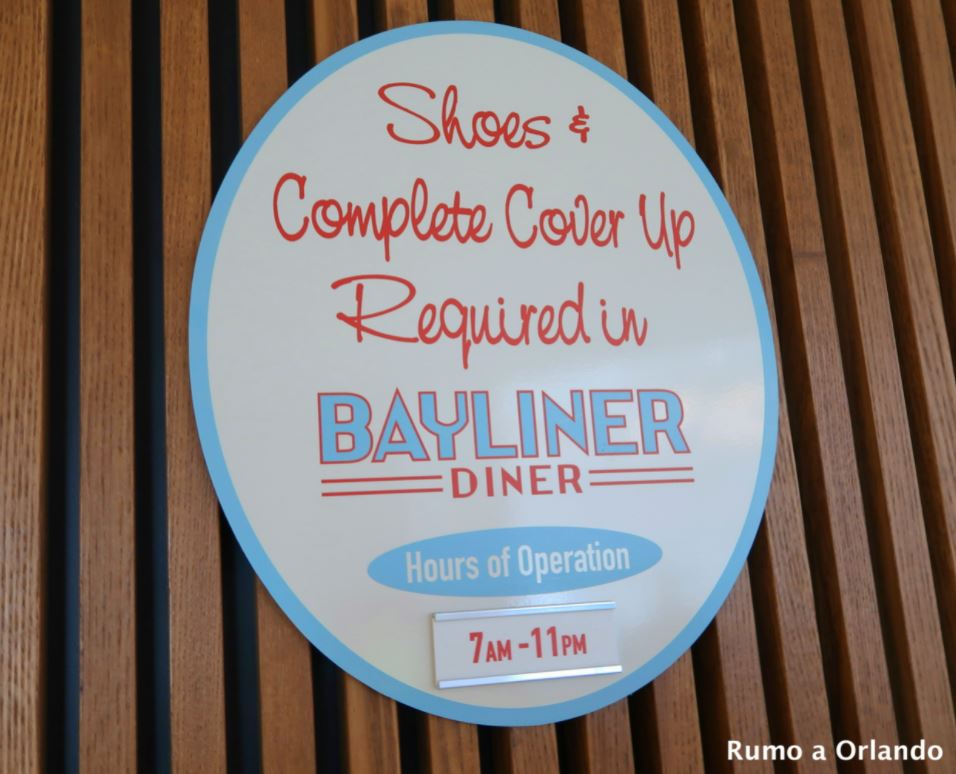 Shoes &
Complete Cover Up
Required in
BAYLINER
DINER
Hours of Operation
7AM -11PM
Rumo a Orlando